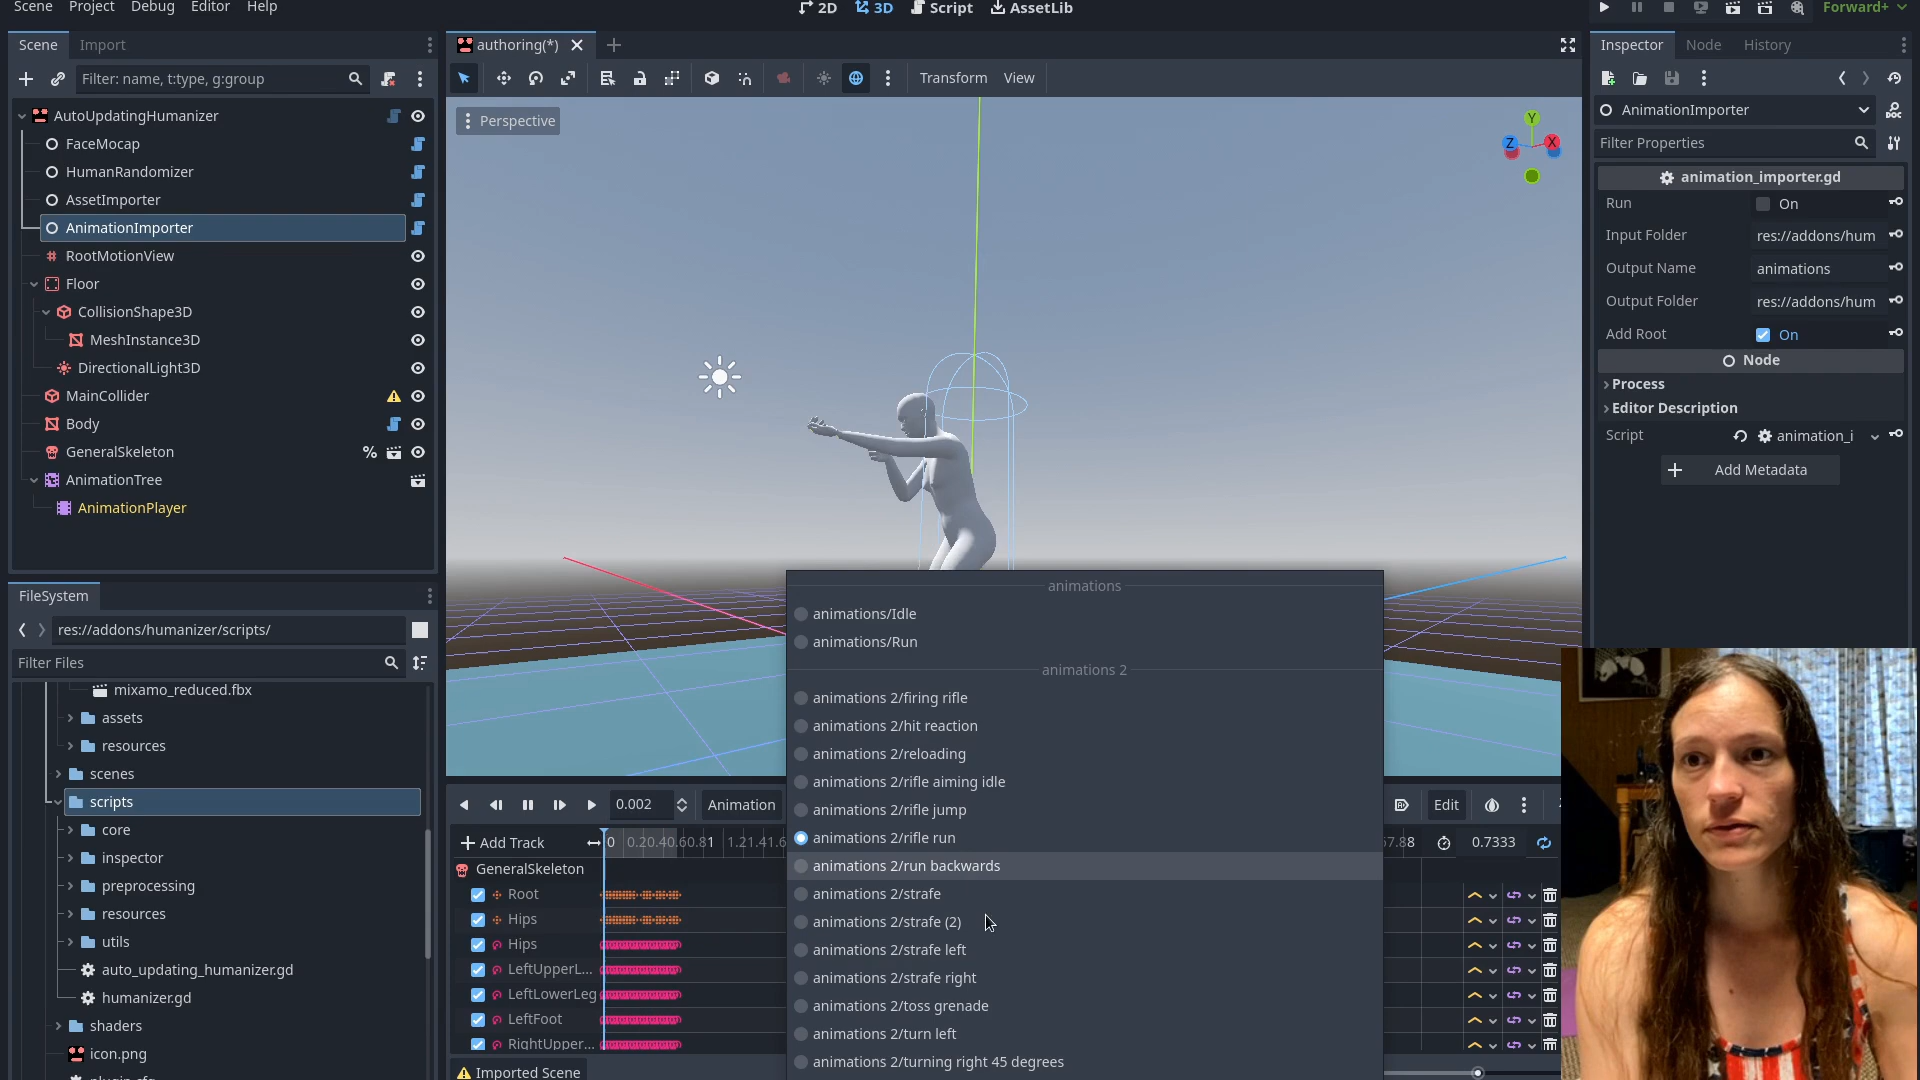 Scene Project Debug Editor Help
2D 3D Script AssetLib
Forward+
Scene Import
Filter: name, t:type, g:group
AutoUpdatingHumanizer
FaceMocap
HumanRandomizer
AssetImporter
AnimationImporter
RootMotionView
Floor
CollisionShape3D
MeshInstance3D
DirectionalLight3D
MainCollider
Body
GeneralSkeleton %
AnimationTree
AnimationPlayer
FileSystem
res://addons/humanizer/scripts/
Filter Files
mixamo_reduced.fbx
assets
resources
scenes
scripts
core
inspector
preprocessing
resources
utils
auto_updating_humanizer.gd
humanizer.gd
shaders
icon.png
authoring(*)
Transform View
Perspective
Y
Z X
animations
animations/Idle
animations/Run
animations 2
animations 2/firing rifle
animations 2/hit reaction
animations 2/reloading
animations 2/rifle aiming idle
animations 2/rifle jump
animations 2/rifle run
animations 2/run backwards
animations 2/strafe
animations 2/strafe (2)
animations 2/strafe left
animations 2/strafe right
animations 2/toss grenade
animations 2/turn left
animations 2/turning right 45 degrees
0.002 Animation
Edit
Add Track
0.7333
GeneralSkeleton
Root
Hips
Hips
LeftUpperL...
LeftLowerLeg
LeftFoot
RightUpper...
Imported Scene
Inspector Node History
AnimationImporter
DOC
Filter Properties
animation_importer.gd
Run On
Input Folder res://addons/hum
Output Name animations
Output Folder res://addons/hum
Add Root On
Node
Process
Editor Description
Script animation_i
Add Metadata